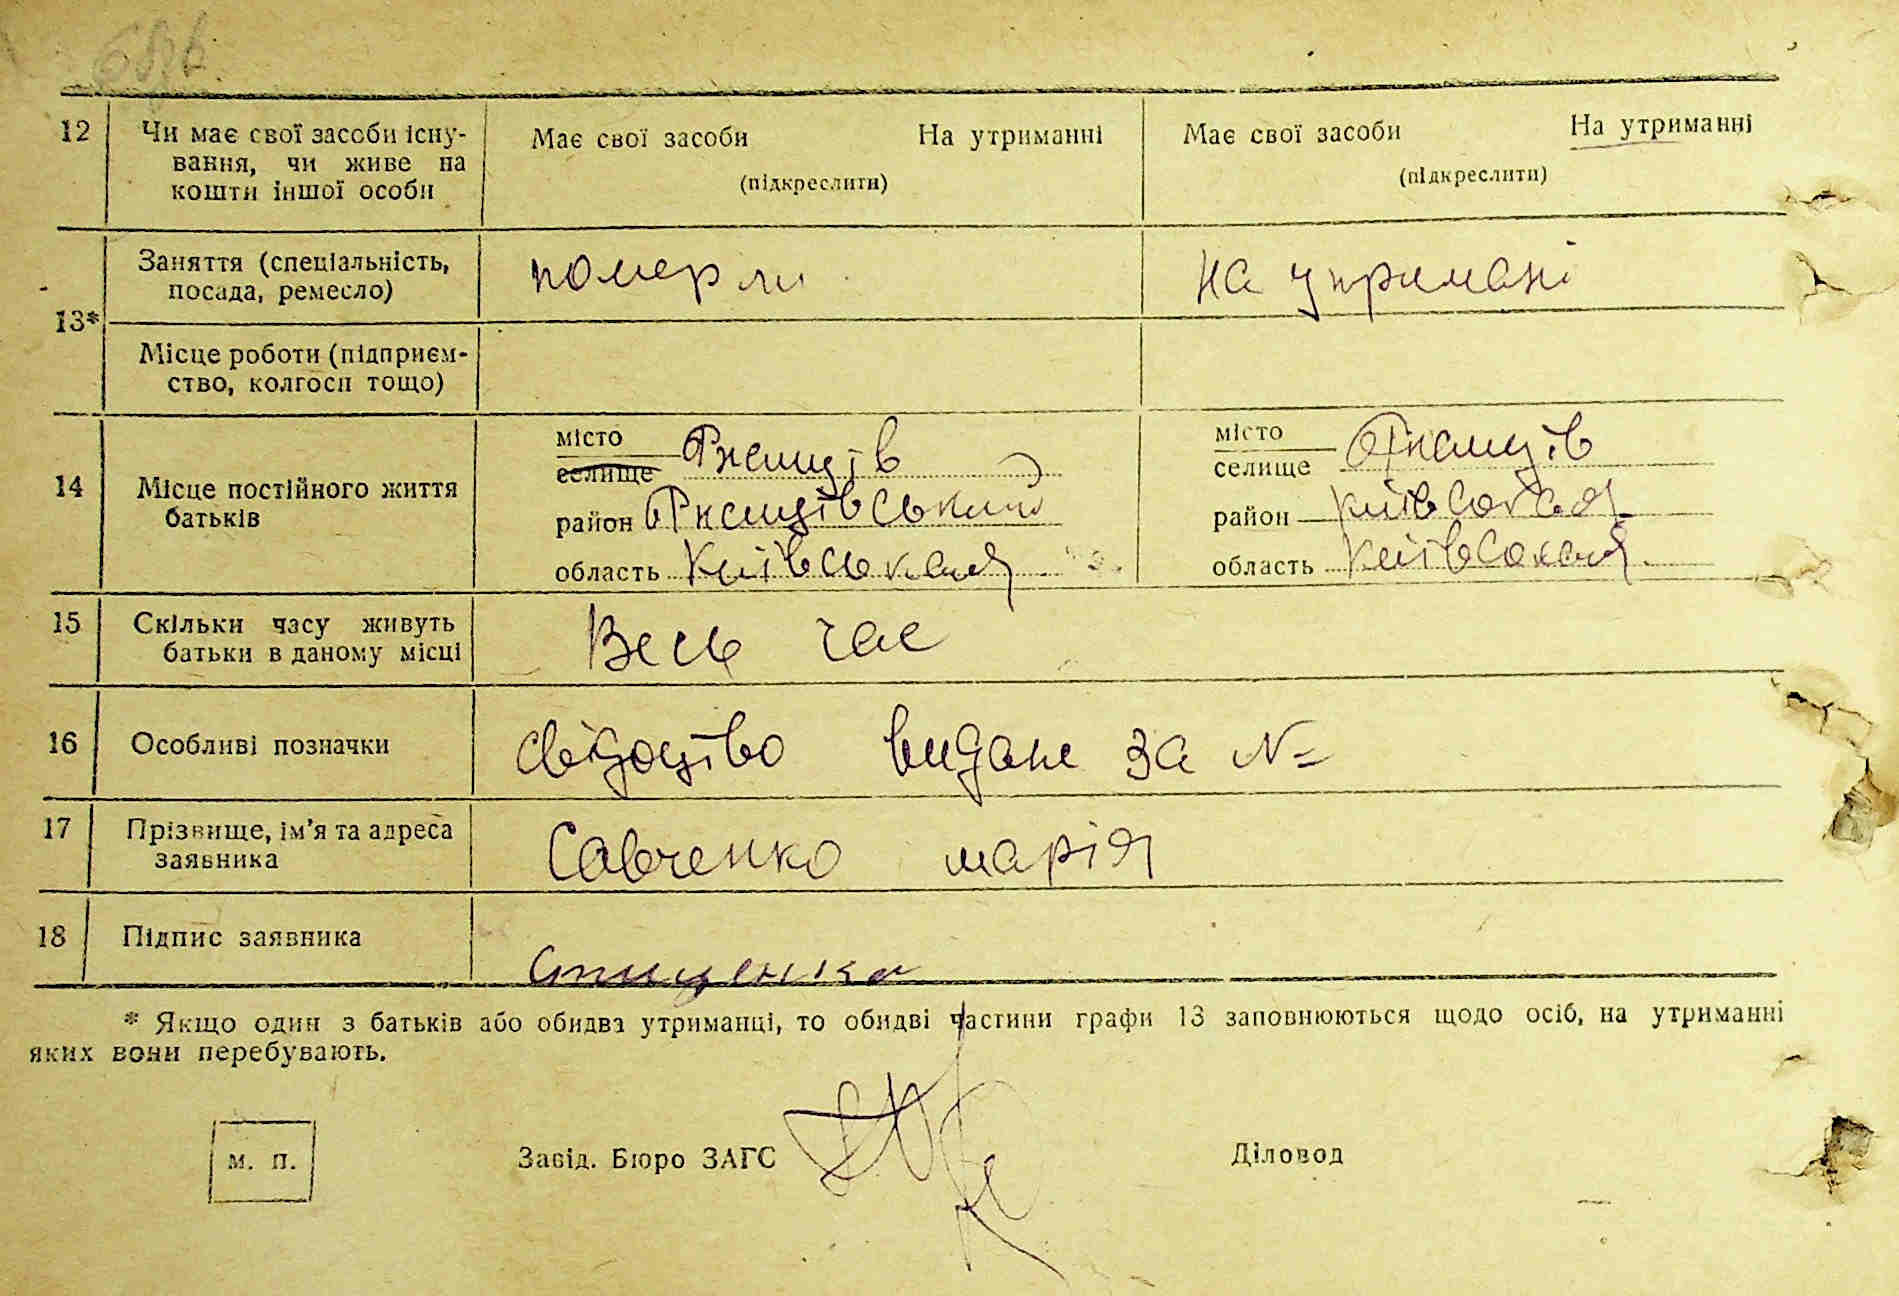 12 Чи має свої засоби існу- Має свої засоби На утриманні Має свої засоби На утриманні
вання, чи живе на (підкреслити) (підкреслити)
кошти іншої особи
Заняття (спеціальність, померли на утримані
посада, ремесло)
13*
Місце роботи (підприєм-
ство, колгосп тощо)
місто Ржищів місто Ржищів
селище селище
14 Місце постійного життя район Ржищівський район Київська
батьків
область Київська область Київська
15 Скільки часу живуть Весь час
батьки в даному місці
16 Особливі позначки свідоцтво видане за №
17 Прізвище, ім'я та адреса Савченко марія
заявника
18 Підпис заявника
* Якщо один з батьків або обидва утриманці, то обидві частини графи 13 заповнюються щодо осіб, на утриманні
яких вони перебувають.
м. п. Завід. Бюро ЗАГС Діловод